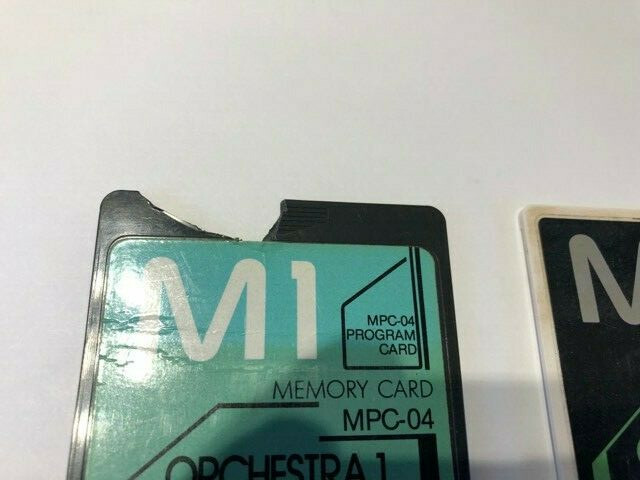 M1
MPC-04
PROGRAM
CARD
MEMORY CARD
MPC-04
ORCHESTRA 1
M